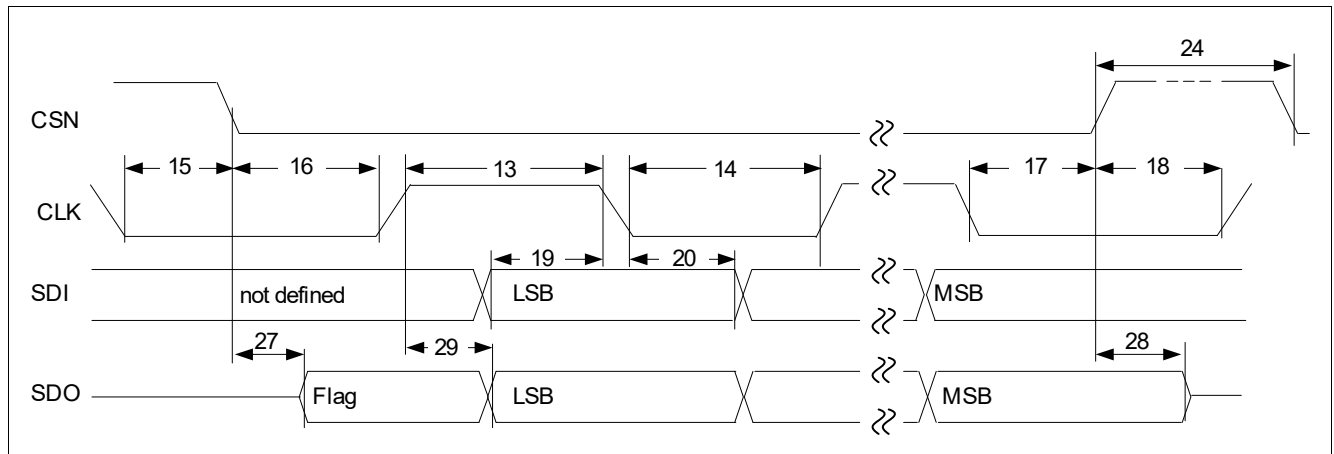 24
CSN
15 16 13 14 17 18
CLK
19 20
SDI not defined LSB MSB
27 29 28
SDO Flag LSB MSB